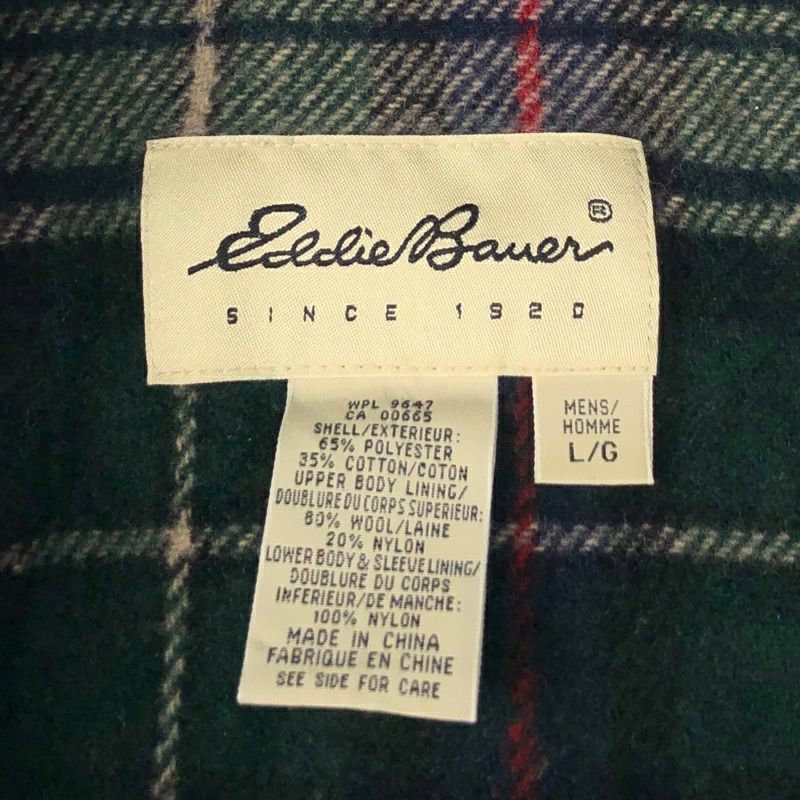 Eddie Bauer®
SINCE 1920
WPL 9647
CA 00665
SHELL/EXTERIEUR:
65% POLYESTER
35% COTTON/COTON
UPPER BODY LINING/
DOUBLURE DU CORPS SUPERIEUR:
80% WOOL/LAINE
20% NYLON
LOWER BODY & SLEEVE LINING/
DOUBLURE DU CORPS
INFERIEUR/DE MANCHE:
100% NYLON
MADE IN CHINA
FABRIQUE EN CHINE
SEE SIDE FOR CARE
MENS/
HOMME
L/G